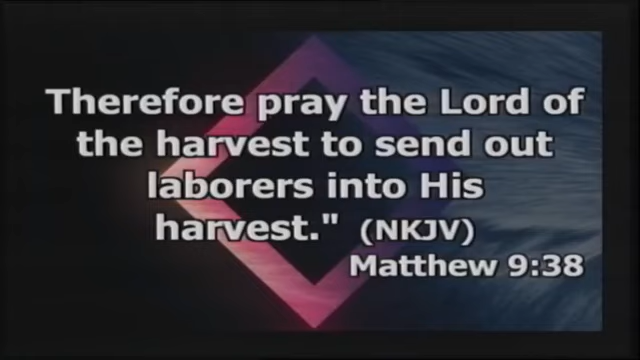 Therefore pray the Lord of
the harvest to send out
laborers into His
harvest." (NKJV)
Matthew 9:38